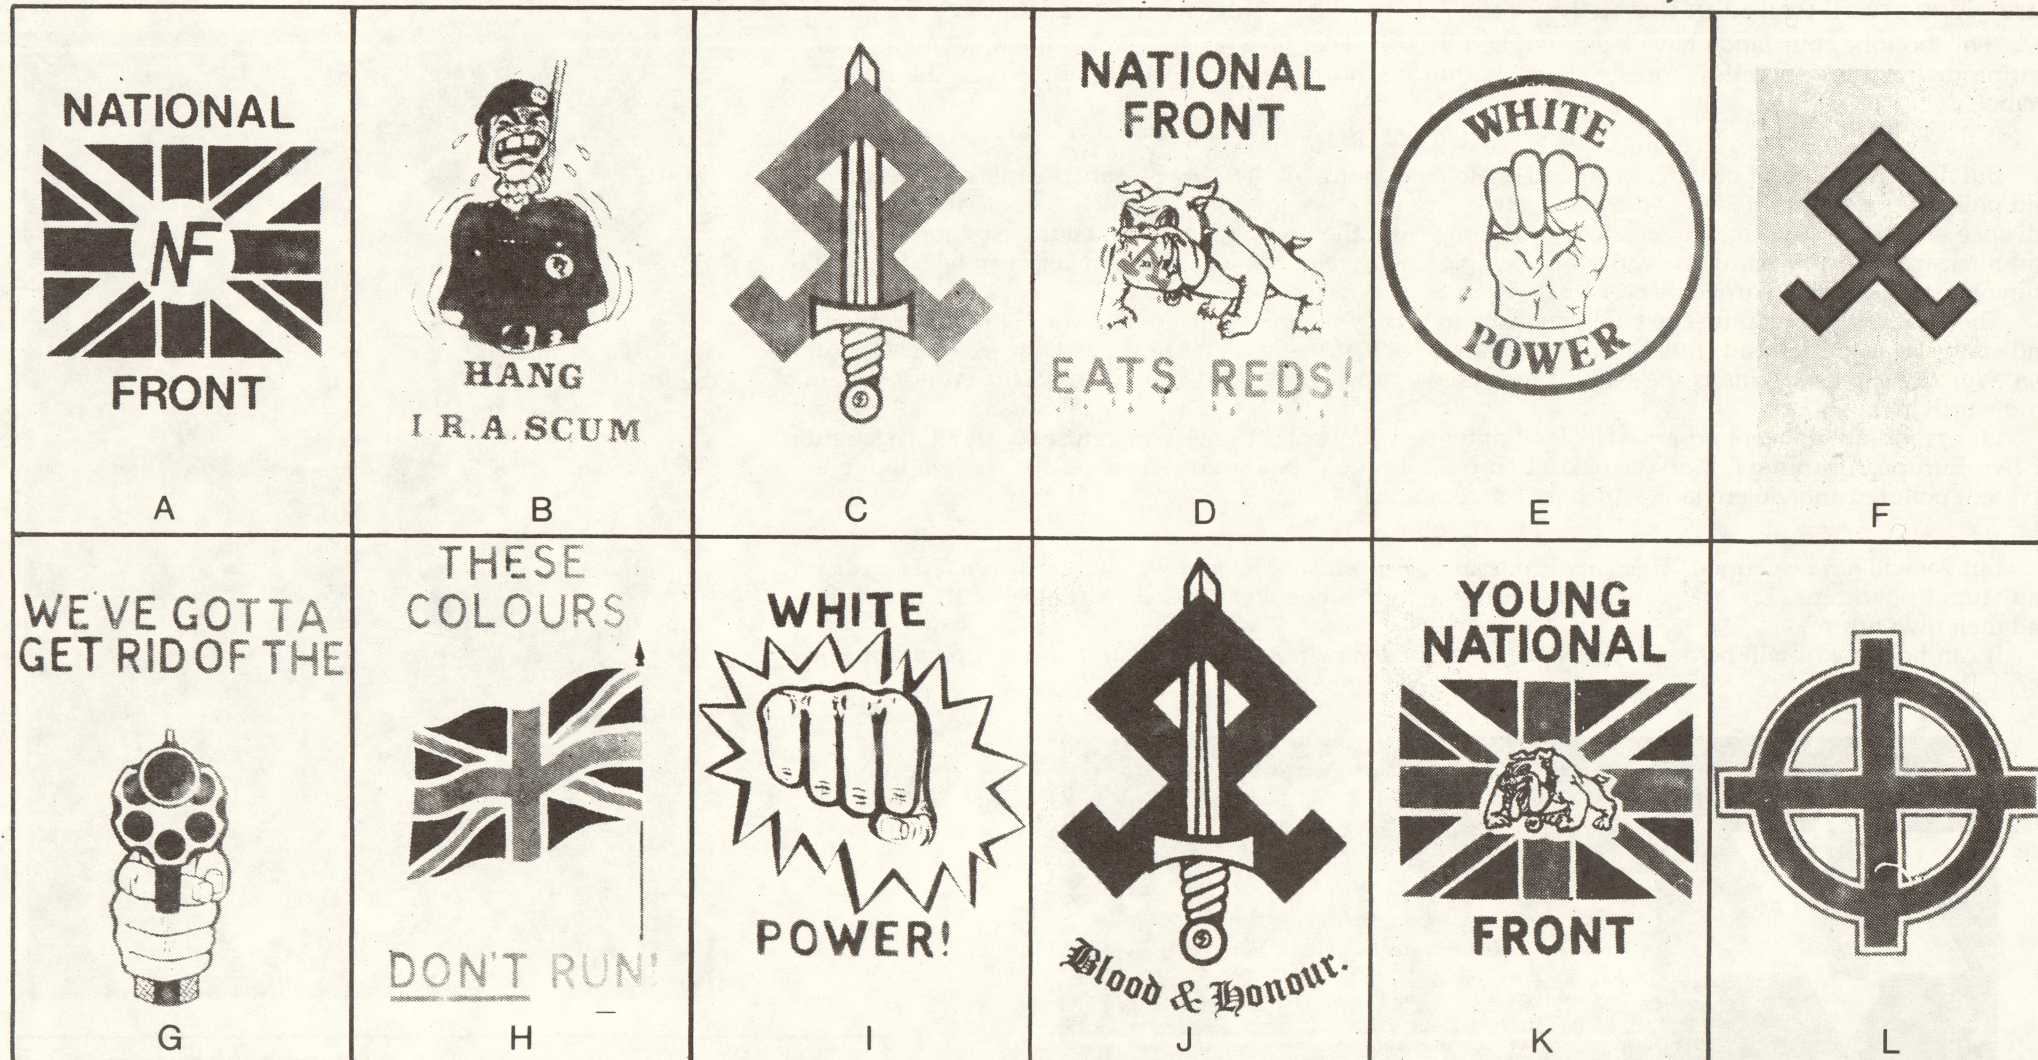 NATIONAL
NF
FRONT
A
HANG
I.R.A. SCUM
B
C
NATIONAL
FRONT
EATS REDS!
D
WHITE
POWER
E
F
WE'VE GOTTA
GET RID OF THE
G
THESE
COLOURS
DON'T RUN!
H
WHITE
POWER!
I
Blood & Honour.
J
YOUNG
NATIONAL
FRONT
K
L